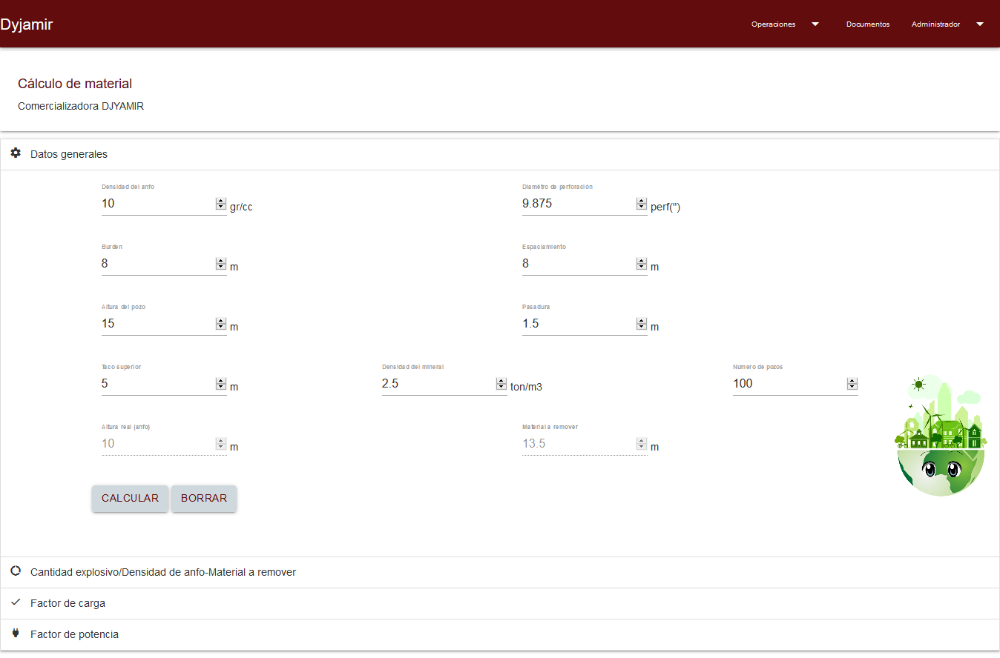 Dyjamir
Operaciones Documentos Administrador
Cálculo de material
Comercializadora DJYAMIR
Datos generales
Densidad del anfo Diamétro de perforación
10 gr/cc 9.875 perf(")
Burden Espaciamiento
8 m 8 m
Altura del pozo Pasadura
15 m 1.5 m
Taco superior Densidad del mineral Número de pozos
5 m 2.5 ton/m3 100
Altura real (anfo) Material a remover
10 m 13.5 m
CALCULAR BORRAR
Cantidad explosivo/Densidad de anfo-Material a remover
Factor de carga
Factor de potencia